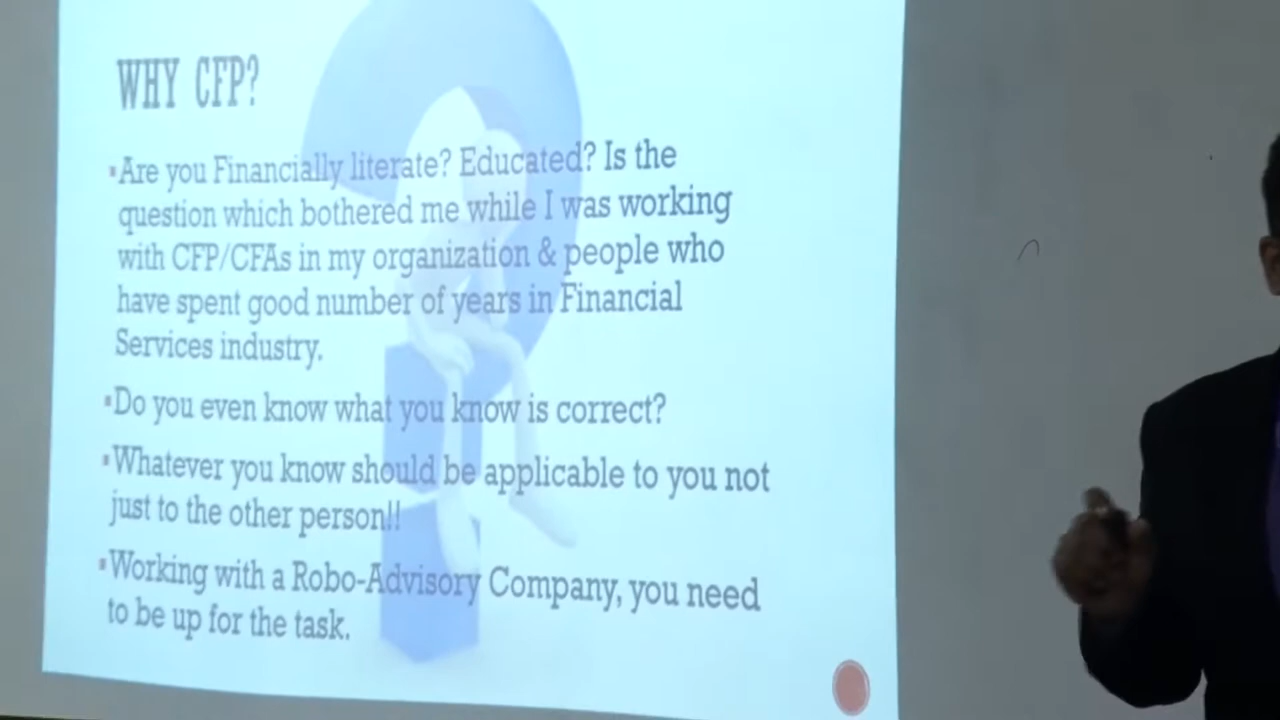 WHY CFP?
Are you Financially literate? Educated? Is the
question which bothered me while I was working
with CFP/CFAs in my organization & people who
have spent good number of years in Financial
Services industry.
Do you even know what you know is correct?
Whatever you know should be applicable to you not
just to the other person!!
Working with a Robo-Advisory Company, you need
to be up for the task.